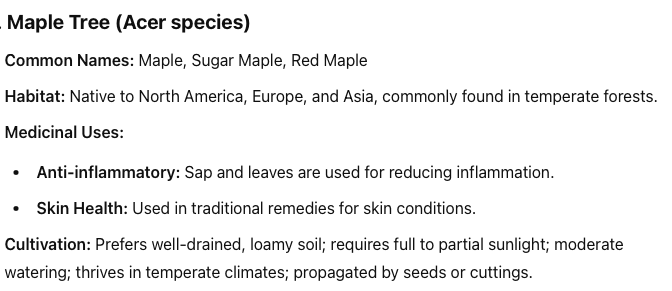 . Maple Tree (Acer species)
Common Names: Maple, Sugar Maple, Red Maple
Habitat: Native to North America, Europe, and Asia, commonly found in temperate forests.
Medicinal Uses:
• Anti-inflammatory: Sap and leaves are used for reducing inflammation.
• Skin Health: Used in traditional remedies for skin conditions.
Cultivation: Prefers well-drained, loamy soil; requires full to partial sunlight; moderate
watering; thrives in temperate climates; propagated by seeds or cuttings.